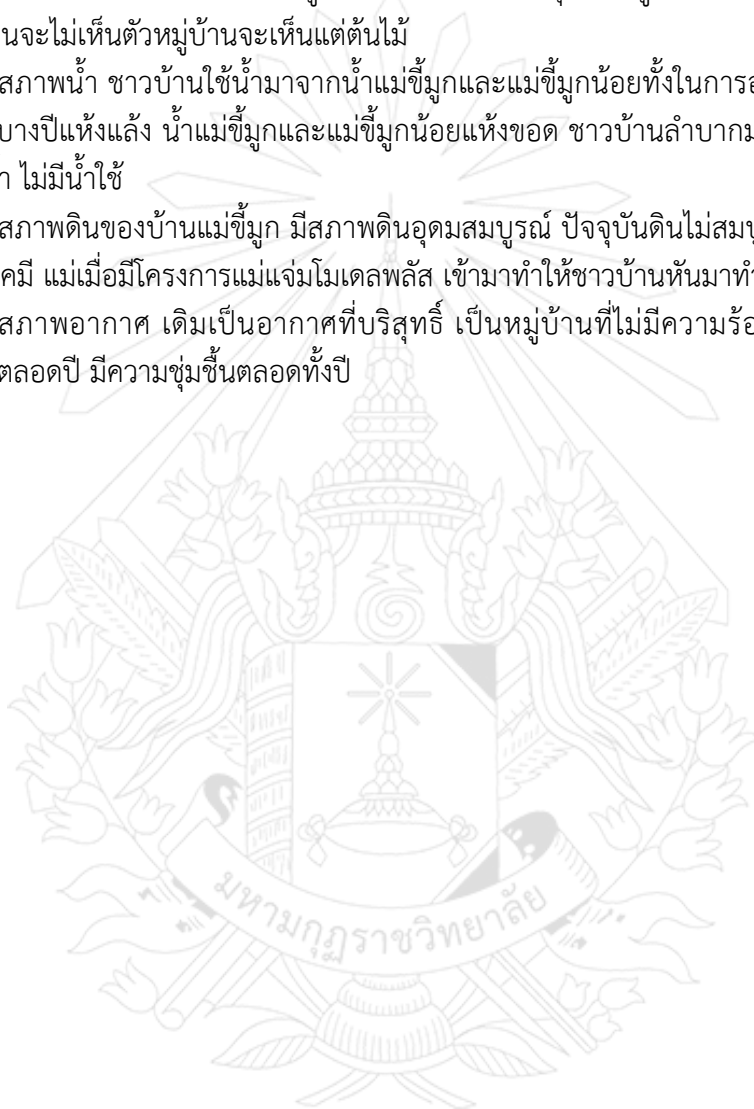 นจะไม่เห็นตัวหมู่บ้านจะเห็นแต่ต้นไม้
สภาพน้ำ ชาวบ้านใช้น้ำมาจากน้ำแม่ขี้มูกและแม่ขี้มูกน้อยทั้งในการอ
บางปีแห้งแล้ง น้ำแม่ขี้มูกและแม่ขี้มูกน้อยแห้งขอด ชาวบ้านลำบากม
า ไม่มีน้ำใช้
สภาพดินของบ้านแม่ขี้มูก มีสภาพดินอุดมสมบูรณ์ ปัจจุบันดินไม่สมบู
คมี แม่เมื่อมีโครงการแม่แจ่มโมเดลพลัส เข้ามาทำให้ชาวบ้านหันมาทำ
สภาพอากาศ เดิมเป็นอากาศที่บริสุทธิ์ เป็นหมู่บ้านที่ไม่มีความร้อ
ตลอดปี มีความชุ่มชื้นตลอดทั้งปี
มหามกุฏราชวิทยาลัย